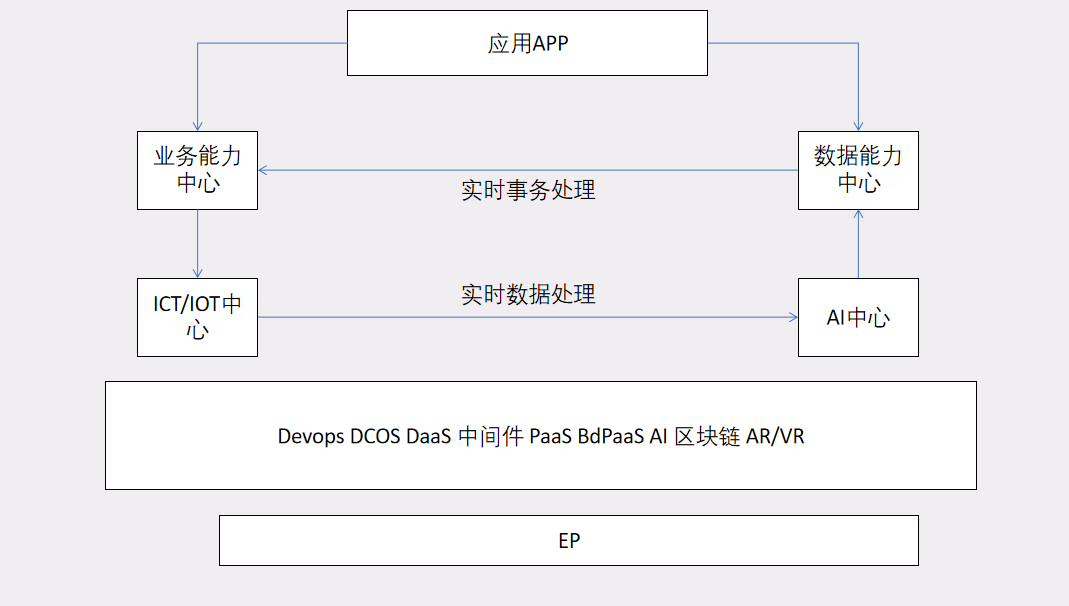 应用APP
业务能力
中心
数据能力
中心
实时事务处理
ICT/IOT中
心
实时数据处理
AI中心
Devops DCOS DaaS 中间件 PaaS BdPaaS AI 区块链 AR/VR
EP